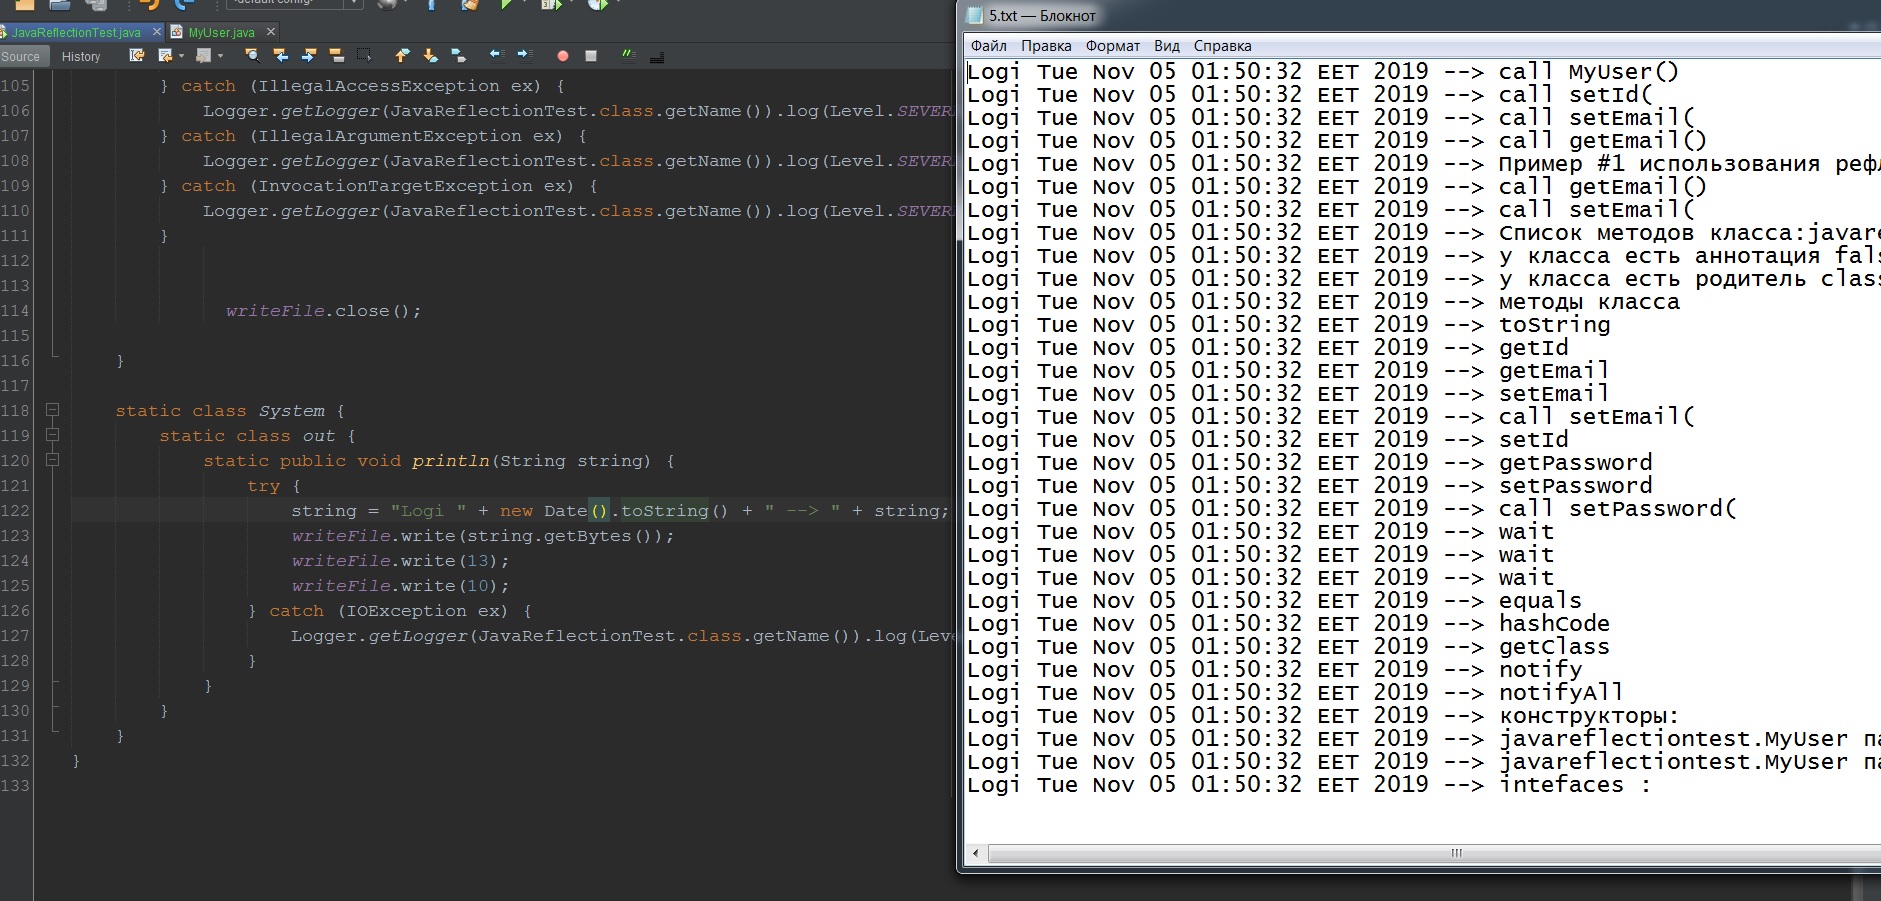 JavaReflectionTest.java
MyUser.java
Source
History
105 } catch (IllegalAccessException ex) {
106 Logger.getLogger(JavaReflectionTest.class.getName()).log(Level.SEVER
107 } catch (IllegalArgumentException ex) {
108 Logger.getLogger(JavaReflectionTest.class.getName()).log(Level.SEVER
109 } catch (InvocationTargetException ex) {
110 Logger.getLogger(JavaReflectionTest.class.getName()).log(Level.SEVER
111 }
112
113
114 writeFile.close();
115
116 }
117
118 static class System {
119 static class out {
120 static public void println(String string) {
121 try {
122 string = "Logi " + new Date().toString() + " --> " + string;
123 writeFile.write(string.getBytes());
124 writeFile.write(13);
125 writeFile.write(10);
126 } catch (IOException ex) {
127 Logger.getLogger(JavaReflectionTest.class.getName()).log(Leve
128 }
129 }
130 }
131 }
132 }
133
5.txt — Блокнот
Файл Правка Формат Вид Справка
Logi Tue Nov 05 01:50:32 EET 2019 --> call MyUser()
Logi Tue Nov 05 01:50:32 EET 2019 --> call setId(
Logi Tue Nov 05 01:50:32 EET 2019 --> call setEmail(
Logi Tue Nov 05 01:50:32 EET 2019 --> call getEmail()
Logi Tue Nov 05 01:50:32 EET 2019 --> Пример #1 использования рефл
Logi Tue Nov 05 01:50:32 EET 2019 --> call getEmail()
Logi Tue Nov 05 01:50:32 EET 2019 --> call setEmail(
Logi Tue Nov 05 01:50:32 EET 2019 --> Список методов класса:javare
Logi Tue Nov 05 01:50:32 EET 2019 --> у класса есть аннотация fals
Logi Tue Nov 05 01:50:32 EET 2019 --> у класса есть родитель class
Logi Tue Nov 05 01:50:32 EET 2019 --> методы класса
Logi Tue Nov 05 01:50:32 EET 2019 --> toString
Logi Tue Nov 05 01:50:32 EET 2019 --> getId
Logi Tue Nov 05 01:50:32 EET 2019 --> getEmail
Logi Tue Nov 05 01:50:32 EET 2019 --> setEmail
Logi Tue Nov 05 01:50:32 EET 2019 --> call setEmail(
Logi Tue Nov 05 01:50:32 EET 2019 --> setId
Logi Tue Nov 05 01:50:32 EET 2019 --> getPassword
Logi Tue Nov 05 01:50:32 EET 2019 --> setPassword
Logi Tue Nov 05 01:50:32 EET 2019 --> call setPassword(
Logi Tue Nov 05 01:50:32 EET 2019 --> wait
Logi Tue Nov 05 01:50:32 EET 2019 --> wait
Logi Tue Nov 05 01:50:32 EET 2019 --> wait
Logi Tue Nov 05 01:50:32 EET 2019 --> equals
Logi Tue Nov 05 01:50:32 EET 2019 --> hashCode
Logi Tue Nov 05 01:50:32 EET 2019 --> getClass
Logi Tue Nov 05 01:50:32 EET 2019 --> notify
Logi Tue Nov 05 01:50:32 EET 2019 --> notifyAll
Logi Tue Nov 05 01:50:32 EET 2019 --> конструкторы:
Logi Tue Nov 05 01:50:32 EET 2019 --> javareflectiontest.MyUser па
Logi Tue Nov 05 01:50:32 EET 2019 --> javareflectiontest.MyUser па
Logi Tue Nov 05 01:50:32 EET 2019 --> intefaces :